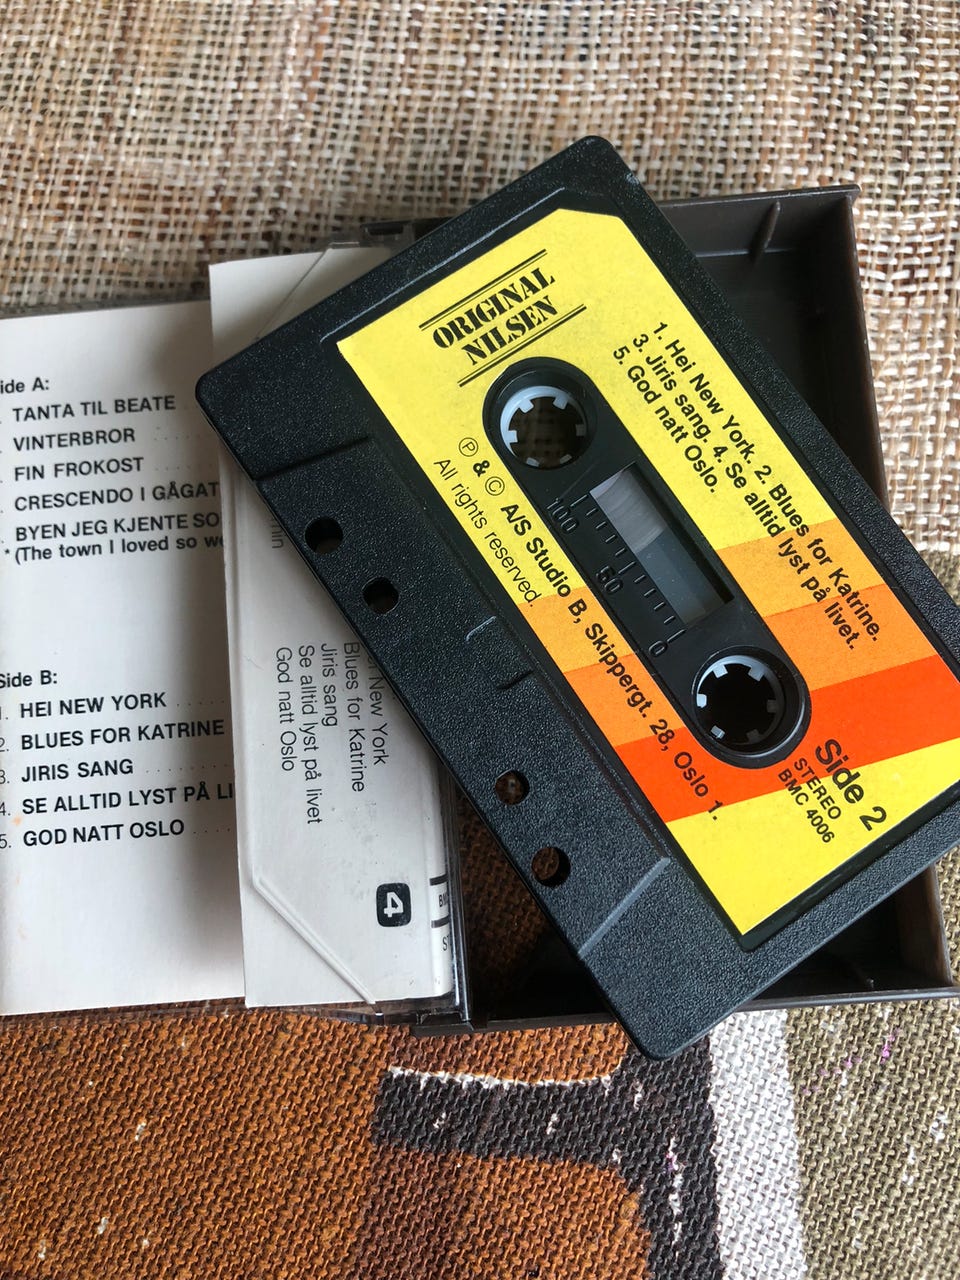 ide A:
TANTA TIL BEATE
VINTERBROR
FIN FROKOST
CRESCENDO I GÅGAT
BYEN JEG KJENTE SO
*(The town I loved so we
Side B:
1. HEI NEW YORK
2. BLUES FOR KATRINE
3. JIRIS SANG
4. SE ALLTID LYST PÅ LI
5. GOD NATT OSLO
New York
Blues for Katrine
Jiris sang
Se alltid lyst på livet
God natt Oslo
4
ORIGINAL
NILSEN
1. Hei New York. 2. Blues for Katrine.
3. Jiris sang. 4. Se alltid lyst på livet.
5. God natt Oslo.
100 50 0
Ⓟ & © A/S Studio B, Skippergt. 28, Oslo 1.
All rights reserved.
Side 2
STEREO
BMC 4006